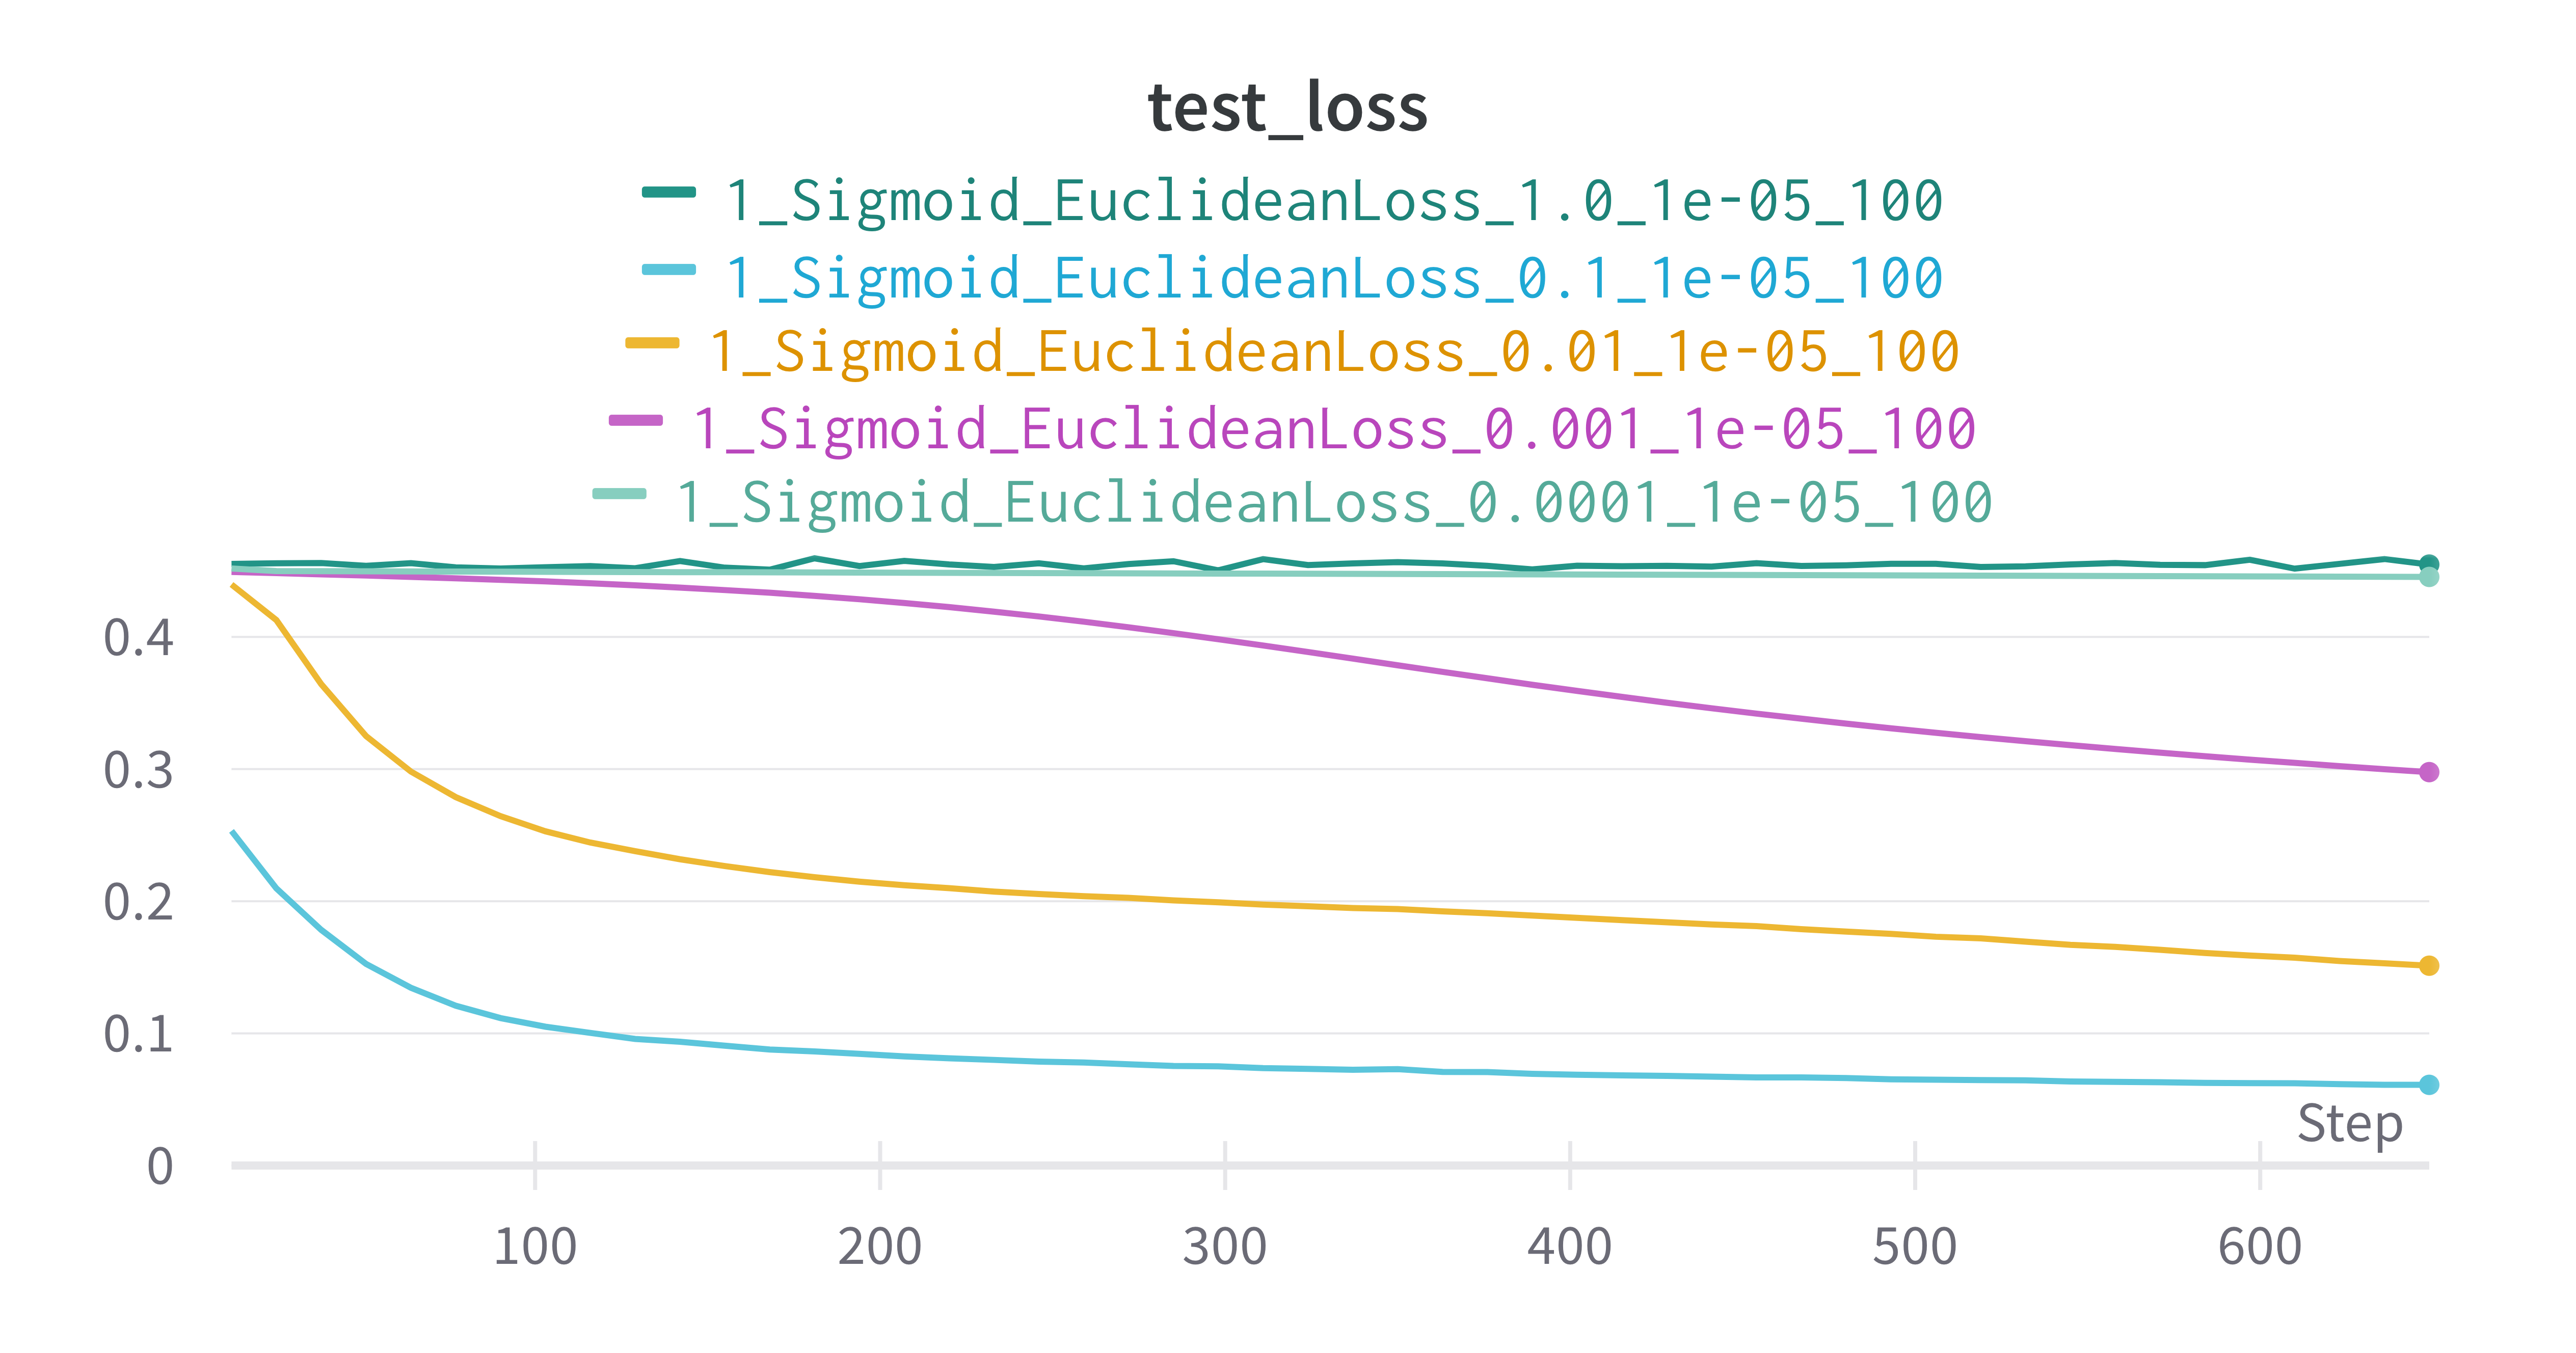 test_loss
1_Sigmoid_EuclideanLoss_1.0_1e-05_100
1_Sigmoid_EuclideanLoss_0.1_1e-05_100
1_Sigmoid_EuclideanLoss_0.01_1e-05_100
1_Sigmoid_EuclideanLoss_0.001_1e-05_100
1_Sigmoid_EuclideanLoss_0.0001_1e-05_100
0.4
0.3
0.2
0.1
Step
0
100 200 300 400 500 600